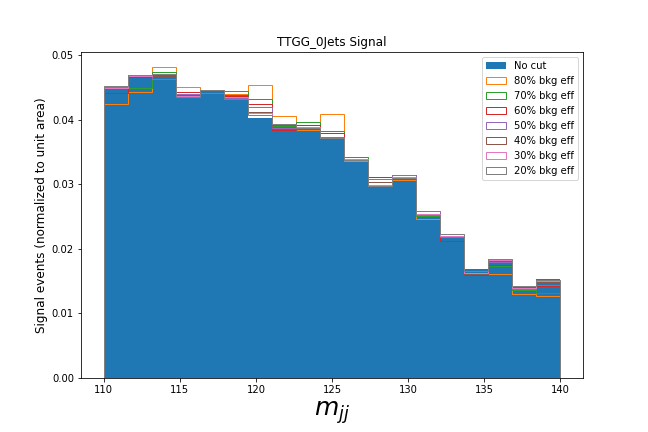 TTGG_0Jets Signal
Signal events (normalized to unit area)
0.05
0.04
0.03
0.02
0.01
0.00
No cut
80% bkg eff
70% bkg eff
60% bkg eff
50% bkg eff
40% bkg eff
30% bkg eff
20% bkg eff
110 115 120 125 130 135 140
m_{jj}